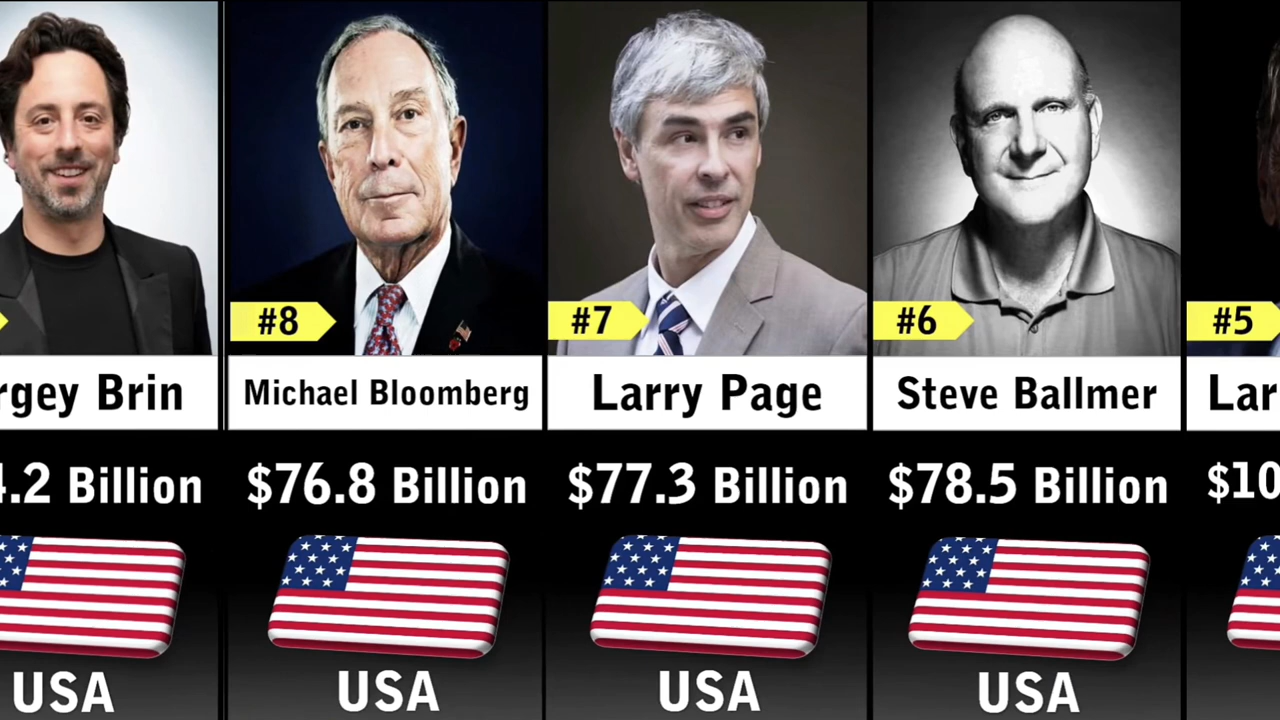 #8
#7
#6
#5
rgey Brin
Michael Bloomberg
Larry Page
Steve Ballmer
Lar
.2 Billion
$76.8 Billion
$77.3 Billion
$78.5 Billion
$10
USA
USA
USA
USA